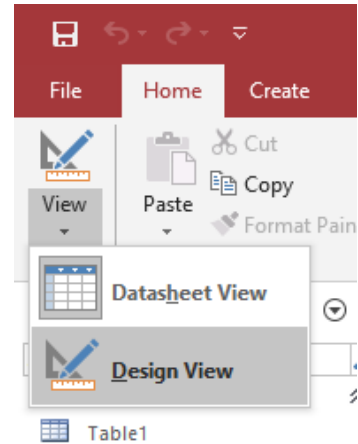 File Home Create
Cut
Copy
Format Pain
View Paste
Datasheet View
Design View
Table1